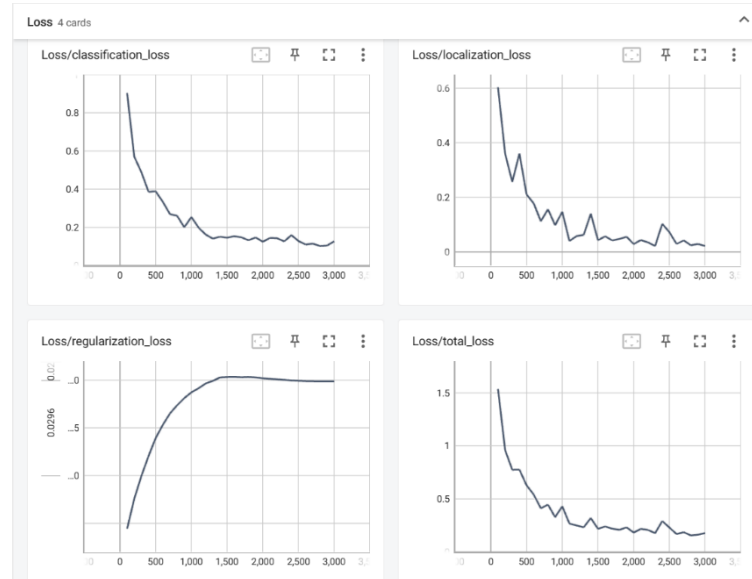 Loss 4 cards
Loss/classification_loss
0.8
0.6
0.4
0.2
0 500 1,000 1,500 2,000 2,500 3,000
Loss/localization_loss
0.6
0.4
0.2
0
0 500 1,000 1,500 2,000 2,500 3,000
Loss/regularization_loss
0.0296
...0
...5
...0
0 500 1,000 1,500 2,000 2,500 3,000
Loss/total_loss
1.5
1
0.5
0 500 1,000 1,500 2,000 2,500 3,000